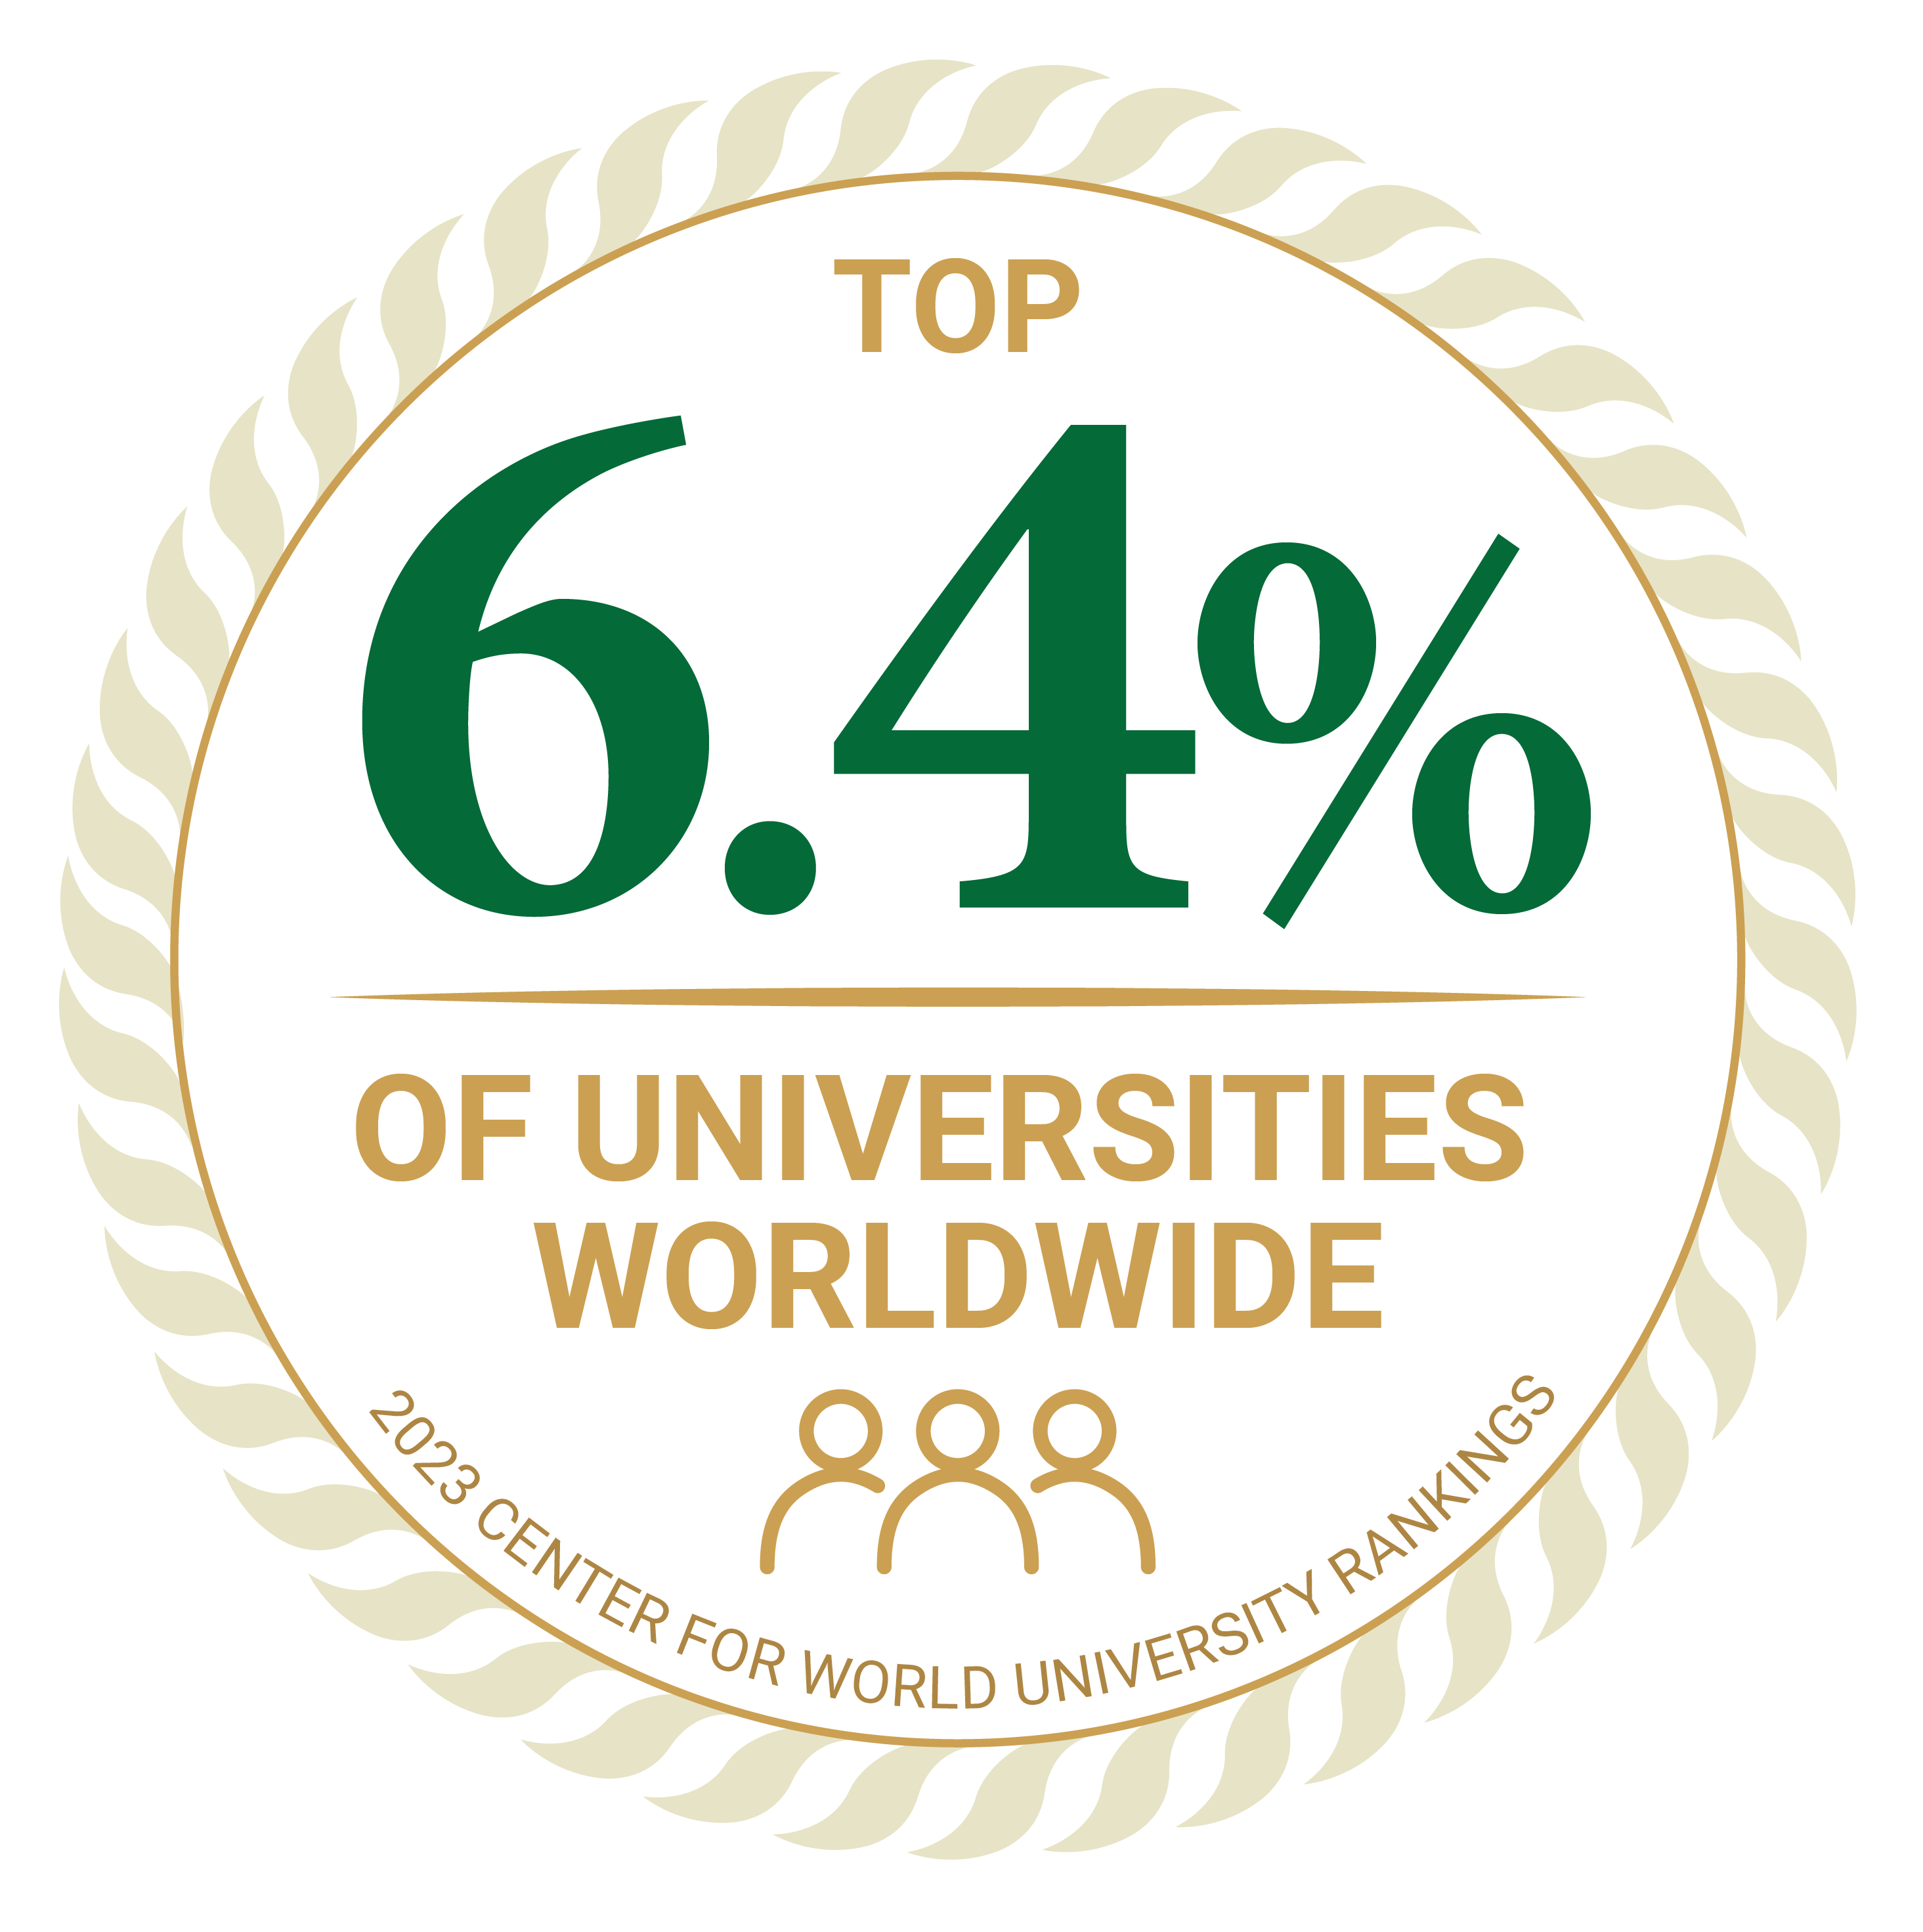 TOP
6.4%
OF UNIVERSITIES
WORLDWIDE
2023 CENTER FOR WORLD UNIVERSITY RANKINGS